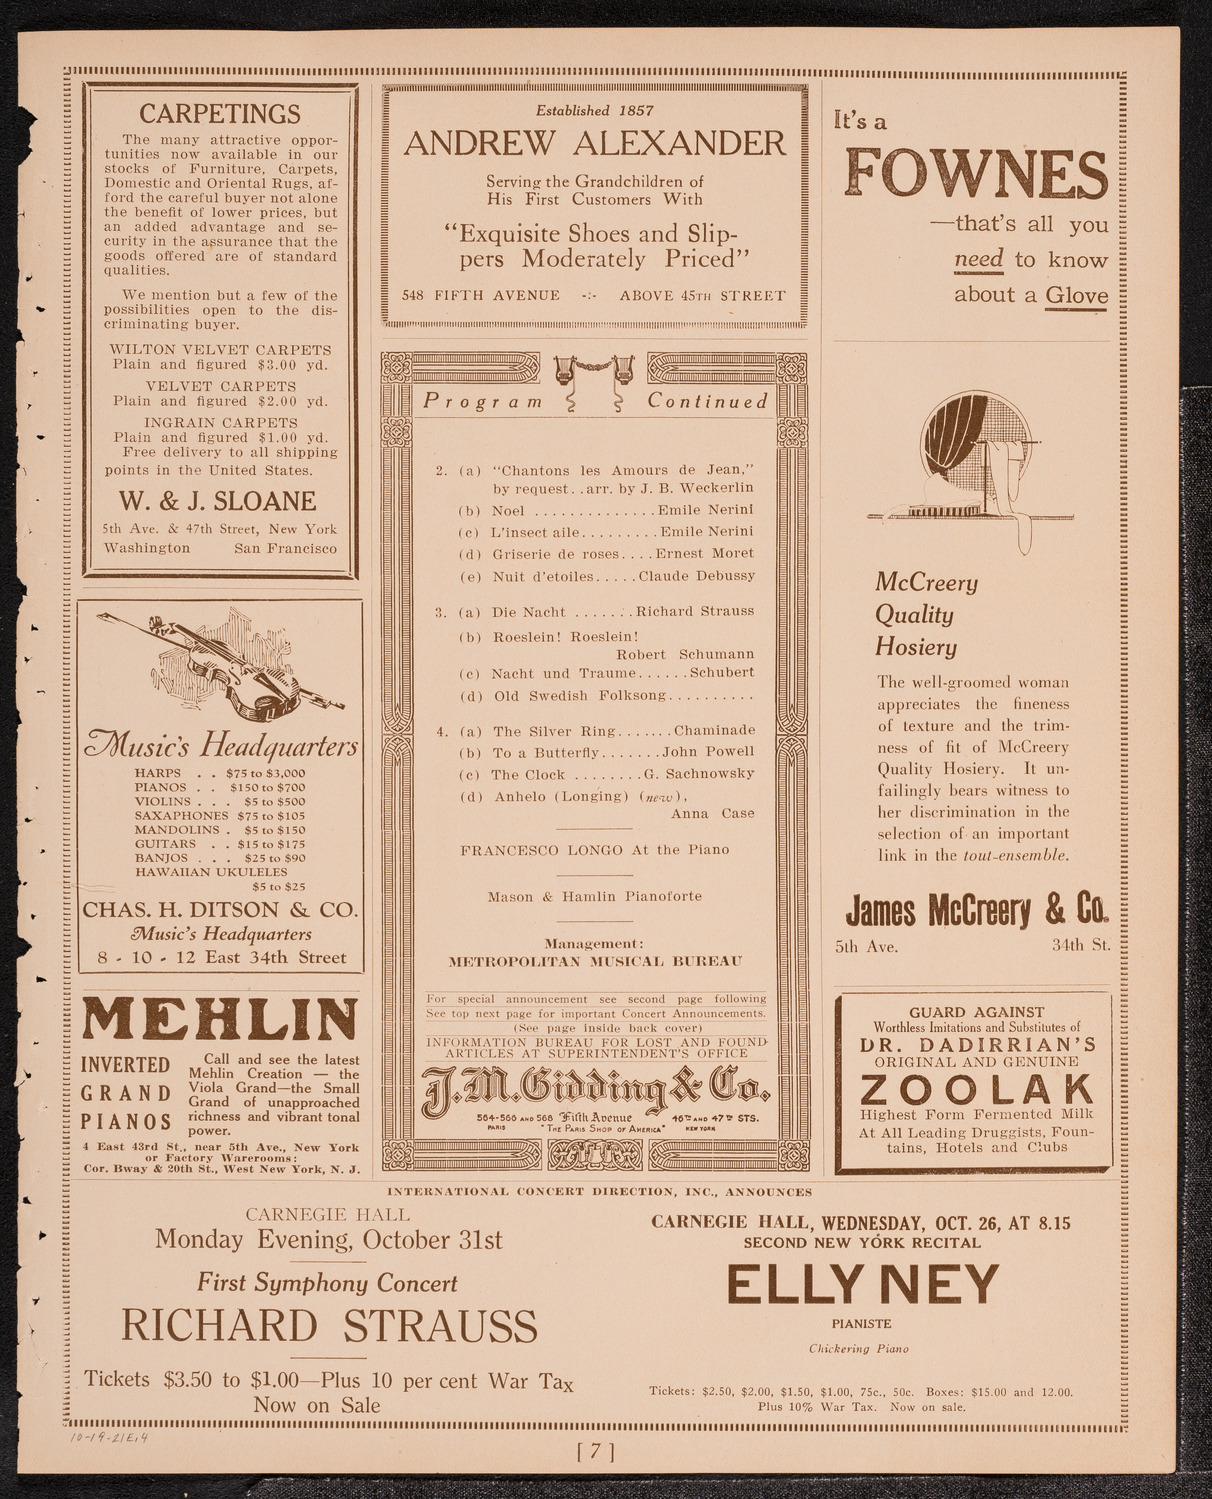 CARPETINGS
The many attractive oppor-
tunities now available in our
stocks of Furniture, Carpets,
Domestic and Oriental Rugs, af-
ford the careful buyer not alone
the benefit of lower prices, but
an added advantage and se-
curity in the assurance that the
goods offered are of standard
qualities.
We mention but a few of the
possibilities open to the dis-
criminating buyer.
WILTON VELVET CARPETS
Plain and figured $3.00 yd.
VELVET CARPETS
Plain and figured $2.00 yd.
INGRAIN CARPETS
Plain and figured $1.00 yd.
Free delivery to all shipping
points in the United States.
W. & J. SLOANE
5th Ave. & 47th Street, New York
Washington San Francisco
Music's Headquarters
HARPS . . $75 to $3,000
PIANOS . . $150 to $700
VIOLINS . . . $5 to $500
SAXAPHONES $75 to $105
MANDOLINS . $5 to $150
GUITARS . . $15 to $175
BANJOS . . . $25 to $90
HAWAIIAN UKULELES
$5 to $25
CHAS. H. DITSON & CO.
Music's Headquarters
8 - 10 - 12 East 34th Street
MEHLIN
INVERTED
GRAND
PIANOS
Call and see the latest
Mehlin Creation — the
Viola Grand—the Small
Grand of unapproached
richness and vibrant tonal
power.
4 East 43rd St., near 5th Ave., New York
or Factory Warerooms:
Cor. Bway & 20th St., West New York, N. J.
Established 1857
ANDREW ALEXANDER
Serving the Grandchildren of
His First Customers With
"Exquisite Shoes and Slip-
pers Moderately Priced"
548 FIFTH AVENUE -:- ABOVE 45TH STREET
Program Continued
2. (a) "Chantons les Amours de Jean,"
by request. .arr. by J. B. Weckerlin
(b) Noel ..............Emile Nerini
(c) L'insect aile.........Emile Nerini
(d) Griserie de roses....Ernest Moret
(e) Nuit d'etoiles.....Claude Debussy
3. (a) Die Nacht .......Richard Strauss
(b) Roeslein! Roeslein!
Robert Schumann
(c) Nacht und Traume......Schubert
(d) Old Swedish Folksong..........
4. (a) The Silver Ring.......Chaminade
(b) To a Butterfly.......John Powell
(c) The Clock ........G. Sachnowsky
(d) Anhelo (Longing) (new),
Anna Case
FRANCESCO LONGO At the Piano
Mason & Hamlin Pianoforte
Management:
METROPOLITAN MUSICAL BUREAU
For special announcement see second page following
See top next page for important Concert Announcements.
(See page inside back cover)
INFORMATION BUREAU FOR LOST AND FOUND
ARTICLES AT SUPERINTENDENT'S OFFICE
J.M.Gidding & Co.
564-566 AND 568 Fifth Avenue 46TH AND 47TH STS.
PARIS "THE PARIS SHOP OF AMERICA" NEW YORK
It's a
FOWNES
—that's all you
need to know
about a Glove
McCreery
Quality
Hosiery
The well-groomed woman
appreciates the fineness
of texture and the trim-
ness of fit of McCreery
Quality Hosiery. It un-
failingly bears witness to
her discrimination in the
selection of an important
link in the tout-ensemble.
James McCreery & Co.
5th Ave. 34th St.
GUARD AGAINST
Worthless Imitations and Substitutes of
DR. DADIRRIAN'S
ORIGINAL AND GENUINE
ZOOLAK
Highest Form Fermented Milk
At All Leading Druggists, Foun-
tains, Hotels and Clubs
INTERNATIONAL CONCERT DIRECTION, INC., ANNOUNCES
CARNEGIE HALL
Monday Evening, October 31st
First Symphony Concert
RICHARD STRAUSS
Tickets $3.50 to $1.00—Plus 10 per cent War Tax
Now on Sale
CARNEGIE HALL, WEDNESDAY, OCT. 26, AT 8.15
SECOND NEW YORK RECITAL
ELLY NEY
PIANISTE
Chickering Piano
Tickets: $2.50, $2.00, $1.50, $1.00, 75c., 50c. Boxes: $15.00 and 12.00.
Plus 10% War Tax. Now on sale.
10-19-21E,4
[ 7 ]